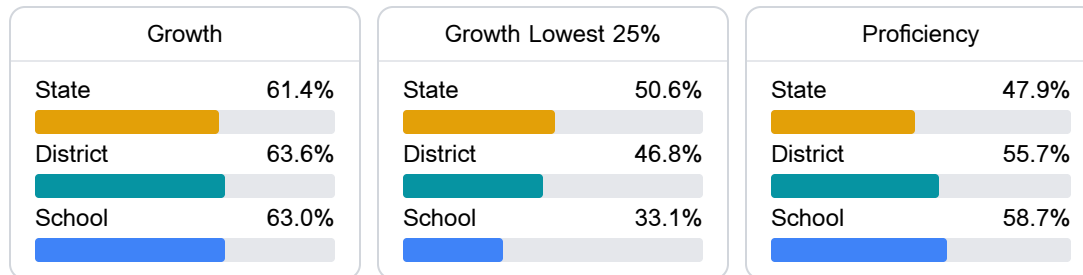 Growth
State 61.4%
District 63.6%
School 63.0%
Growth Lowest 25%
State 50.6%
District 46.8%
School 33.1%
Proficiency
State 47.9%
District 55.7%
School 58.7%